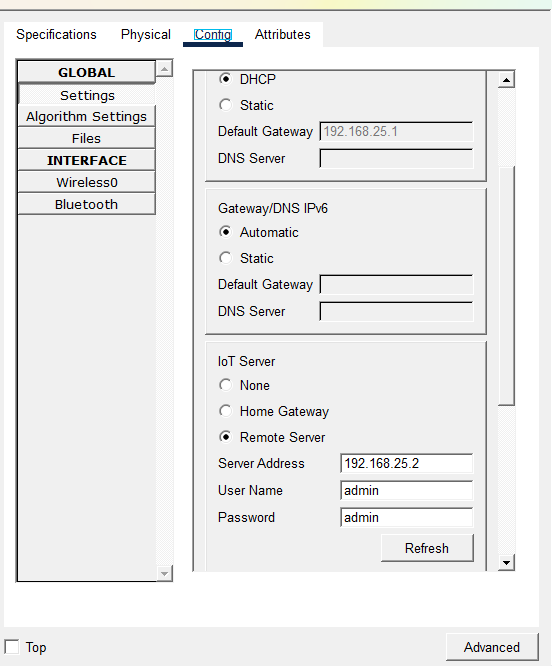 Specifications Physical Config Attributes
GLOBAL
Settings
Algorithm Settings
Files
INTERFACE
Wireless0
Bluetooth
DHCP
Static
Default Gateway 192.168.25.1
DNS Server
Gateway/DNS IPv6
Automatic
Static
Default Gateway
DNS Server
IoT Server
None
Home Gateway
Remote Server
Server Address 192.168.25.2
User Name admin
Password admin
Refresh
Top
Advanced